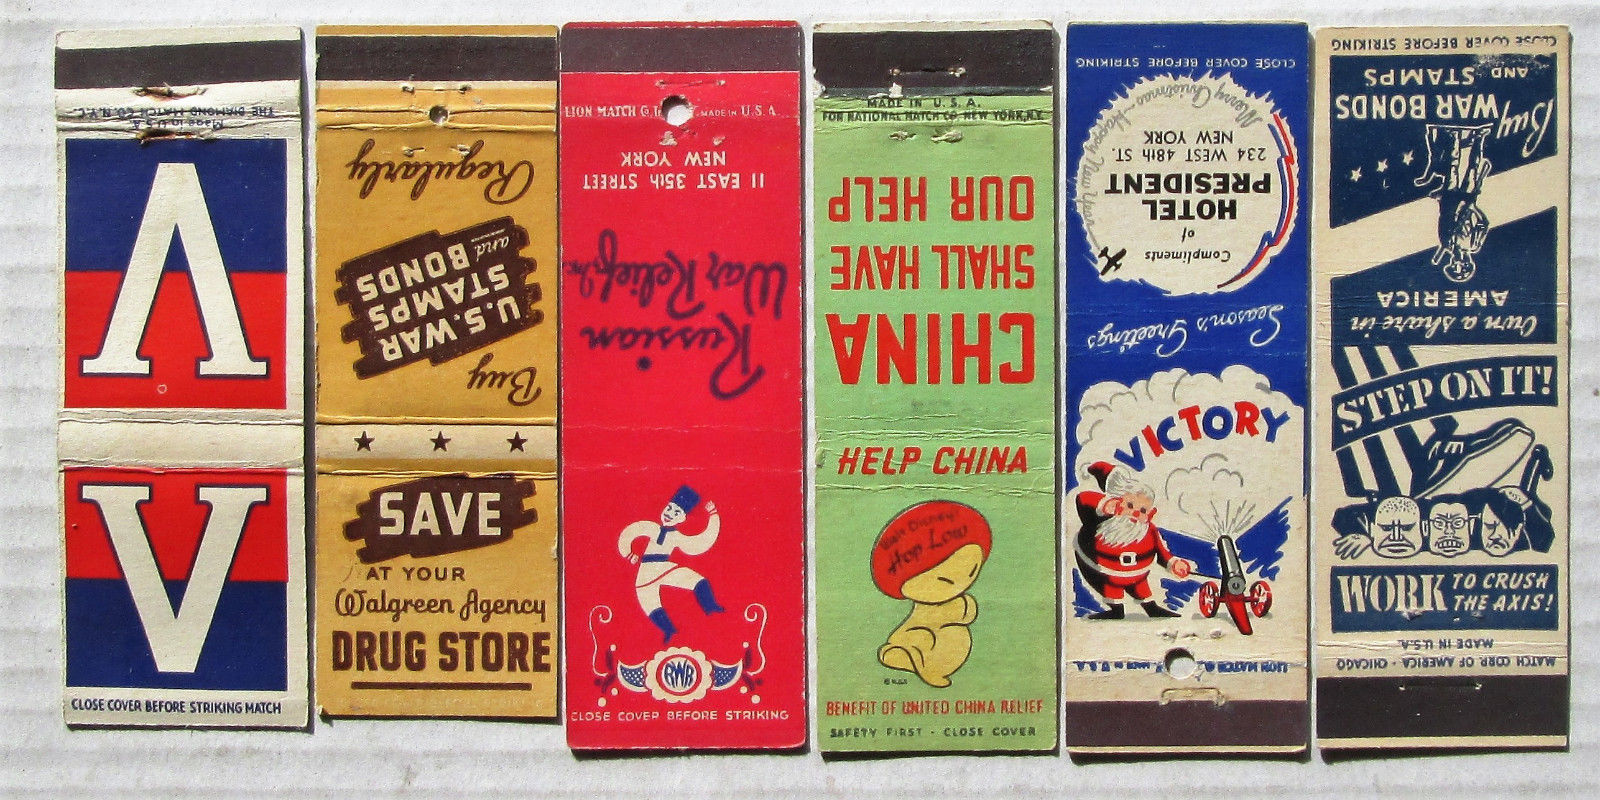 THE DIAMOND MATCH CO. N.Y.C.
Made in U.S.A.
V
V
CLOSE COVER BEFORE STRIKING MATCH
Buy
U.S. WAR
STAMPS
and BONDS
Regularly
SAVE
AT YOUR
Walgreen Agency
DRUG STORE
LION MATCH CO. MADE IN U.S.A.
Russian
War Relief, Inc.
11 EAST 35th STREET
NEW YORK
RWR
CLOSE COVER BEFORE STRIKING
MADE IN U.S.A.
FOR NATIONAL MATCH CO. NEW YORK, N.Y.
CHINA
SHALL HAVE
OUR HELP
HELP CHINA
Walt Disney
Hop Low
BENEFIT OF UNITED CHINA RELIEF
SAFETY FIRST - CLOSE COVER
CLOSE COVER BEFORE STRIKING
Season's Greetings
Compliments
of
HOTEL
PRESIDENT
234 WEST 48th ST.
NEW YORK
Merry Christmas - Happy New Year
VICTORY
LION MATCH U.S.A.
CLOSE COVER BEFORE STRIKING
Own a share in
AMERICA
Buy WAR BONDS
AND STAMPS
STEP ON IT!
WORK TO CRUSH
THE AXIS!
MADE IN U.S.A.
MATCH CORP. OF AMERICA - CHICAGO